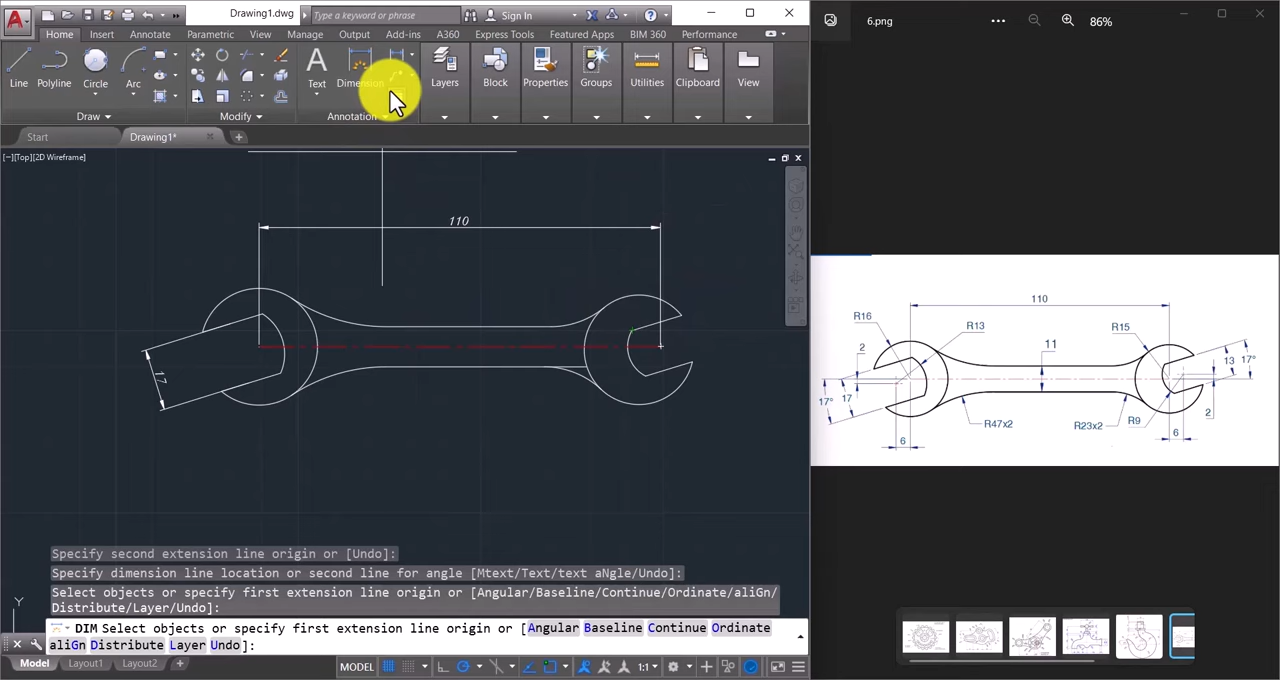 Drawing1.dwg
Type a keyword or phrase
Sign In
6.png
86%
Home Insert Annotate Parametric View Manage Output Add-ins A360 Express Tools Featured Apps BIM 360 Performance
Line Polyline Circle Arc Text Dimension Layers Block Properties Groups Utilities Clipboard View
Draw Modify Annotation
Start Drawing1*
[−][Top][2D Wireframe]
110
17
110
R16
R13
R15
2
11
13
17°
17°
17
R47x2
R23x2
R9
2
6
6
Specify second extension line origin or [Undo]:
Specify dimension line location or second line for angle [Mtext/Text/text aNgle/Undo]:
Select objects or specify first extension line origin or [Angular/Baseline/Continue/Ordinate/aliGn/
Distribute/Layer/Undo]:
Y
DIM Select objects or specify first extension line origin or [Angular Baseline Continue Ordinate
aliGn Distribute Layer Undo]:
Model Layout1 Layout2 +
MODEL 1:1